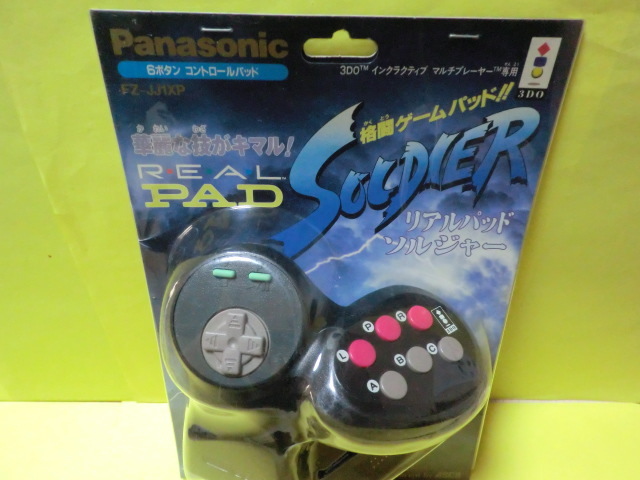 Panasonic
6ボタン コントロールパッド
FZ-JJ1XP
3DO™ インタラクティブ マルチプレーヤー™専用
3DO
格闘ゲームパッド!!
華麗な技がキマル!
REAL
PAD
SOLDIER
リアルパッド
ソルジャー
L
P
R
A
B
C